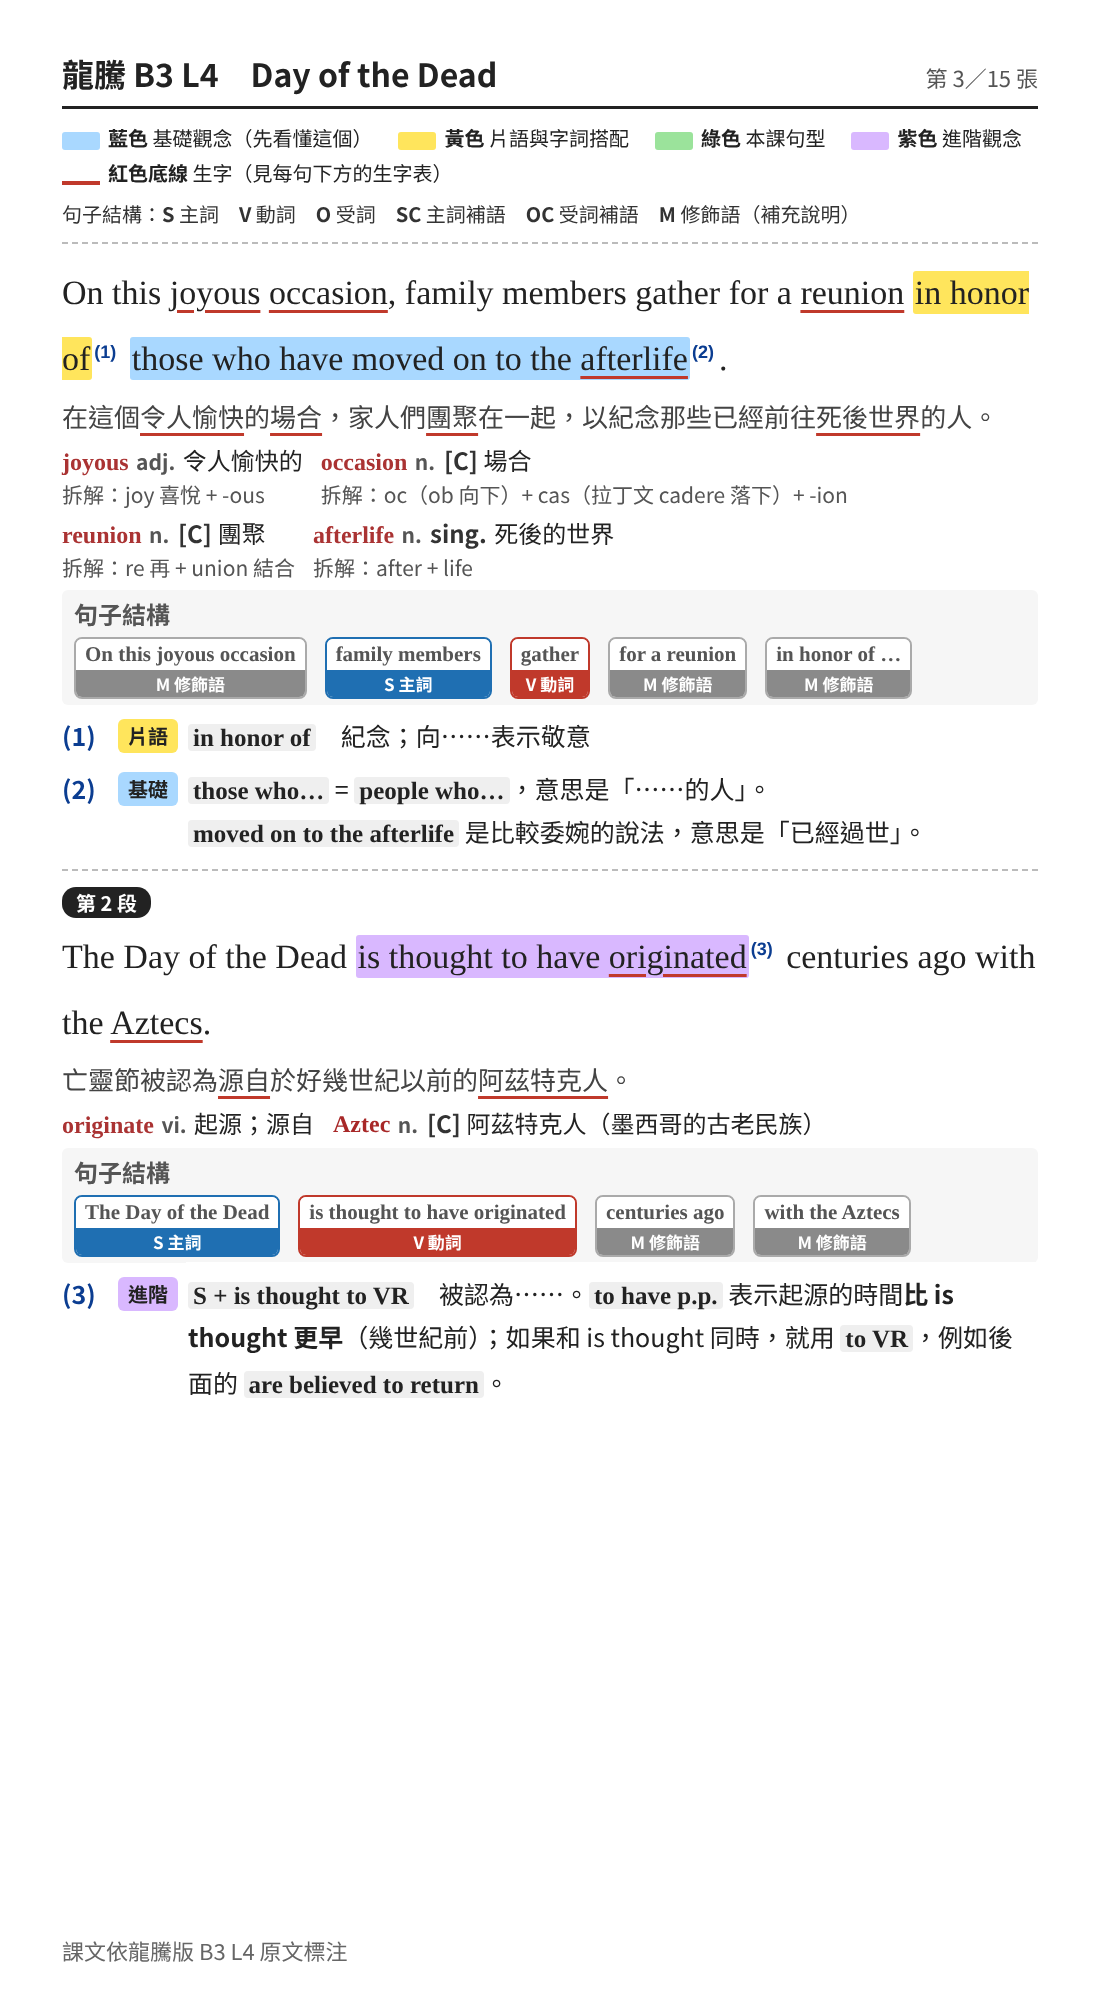 龍騰 B3 L4　Day of the Dead
第 3／15 張
藍色 基礎觀念（先看懂這個） 黃色 片語與字詞搭配 綠色 本課句型 紫色 進階觀念
紅色底線 生字（見每句下方的生字表）
句子結構：S 主詞　V 動詞　O 受詞　SC 主詞補語　OC 受詞補語　M 修飾語（補充說明）
On this joyous occasion, family members gather for a reunion in honor
of(1) those who have moved on to the afterlife(2).
在這個令人愉快的場合，家人們團聚在一起，以紀念那些已經前往死後世界的人。
joyous adj. 令人愉快的 occasion n. [C] 場合
拆解：joy 喜悅 + -ous 拆解：oc（ob 向下）+ cas（拉丁文 cadere 落下）+ -ion
reunion n. [C] 團聚 afterlife n. sing. 死後的世界
拆解：re 再 + union 結合 拆解：after + life
句子結構
On this joyous occasion family members gather for a reunion in honor of …
M 修飾語 S 主詞 V 動詞 M 修飾語 M 修飾語
(1) 片語 in honor of　紀念；向……表示敬意
(2) 基礎 those who… = people who…，意思是「……的人」。
moved on to the afterlife 是比較委婉的說法，意思是「已經過世」。
第 2 段
The Day of the Dead is thought to have originated(3) centuries ago with
the Aztecs.
亡靈節被認為源自於好幾世紀以前的阿茲特克人。
originate vi. 起源；源自 Aztec n. [C] 阿茲特克人（墨西哥的古老民族）
句子結構
The Day of the Dead is thought to have originated centuries ago with the Aztecs
S 主詞 V 動詞 M 修飾語 M 修飾語
(3) 進階 S + is thought to VR　被認為……。to have p.p. 表示起源的時間比 is
thought 更早（幾世紀前）；如果和 is thought 同時，就用 to VR，例如後
面的 are believed to return。
課文依龍騰版 B3 L4 原文標注